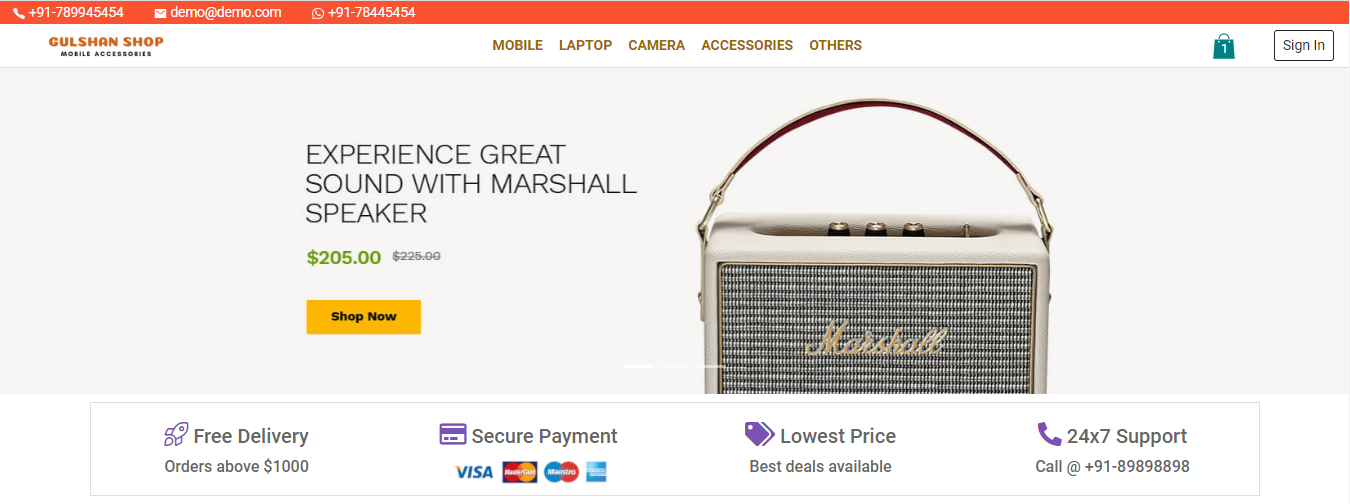 +91-789945454 demo@demo.com +91-78445454
GULSHAN SHOP
MOBILE ACCESSORIES
MOBILE LAPTOP CAMERA ACCESSORIES OTHERS
1
Sign In
EXPERIENCE GREAT
SOUND WITH MARSHALL
SPEAKER
$205.00 $225.00
Shop Now
Marshall
Free Delivery
Orders above $1000
Secure Payment
VISA MasterCard Maestro
Lowest Price
Best deals available
24x7 Support
Call @ +91-89898898